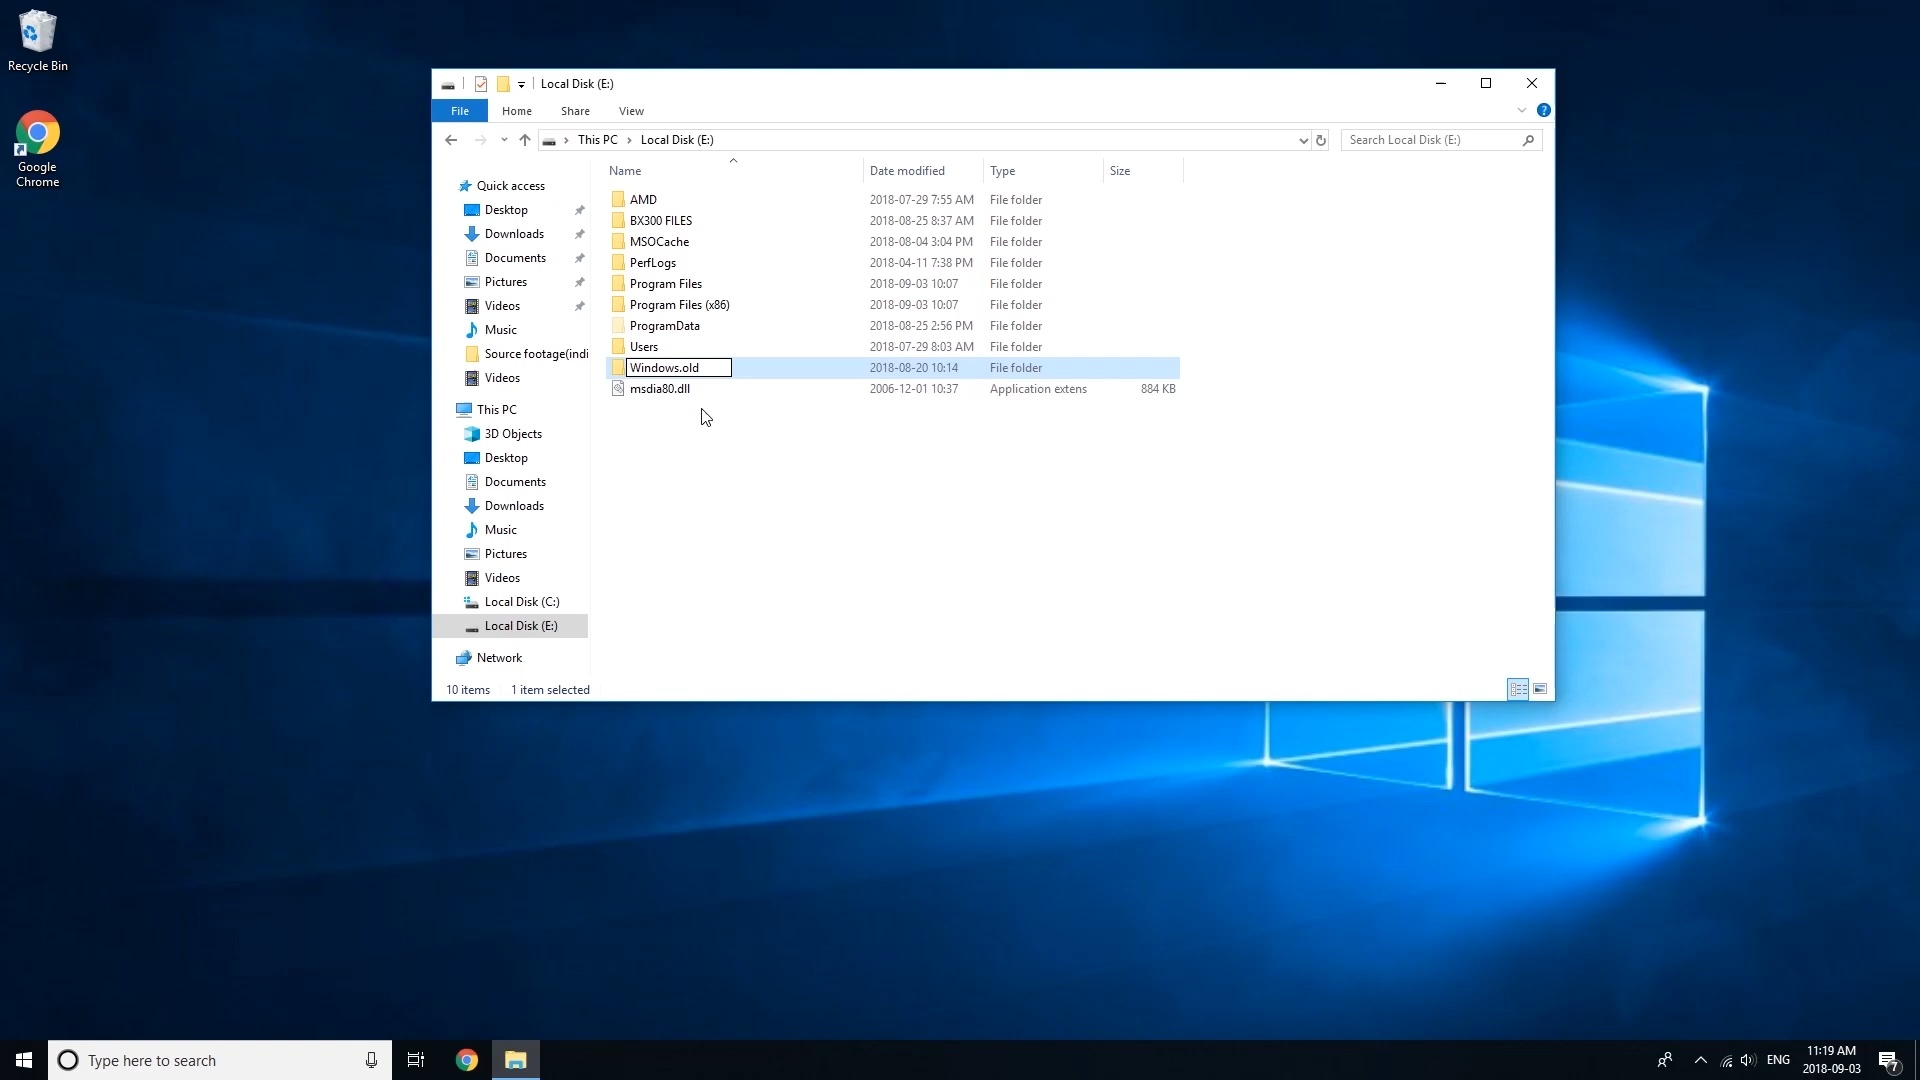 Recycle Bin
Google
Chrome
Local Disk (E:)
File Home Share View
This PC Local Disk (E:)
Search Local Disk (E:)
Name Date modified Type Size
Quick access
Desktop
Downloads
Documents
Pictures
Videos
Music
Source footage(indi
Videos
This PC
3D Objects
Desktop
Documents
Downloads
Music
Pictures
Videos
Local Disk (C:)
Local Disk (E:)
Network
AMD 2018-07-29 7:55 AM File folder
BX300 FILES 2018-08-25 8:37 AM File folder
MSOCache 2018-08-04 3:04 PM File folder
PerfLogs 2018-04-11 7:38 PM File folder
Program Files 2018-09-03 10:07 File folder
Program Files (x86) 2018-09-03 10:07 File folder
ProgramData 2018-08-25 2:56 PM File folder
Users 2018-07-29 8:03 AM File folder
Windows.old 2018-08-20 10:14 File folder
msdia80.dll 2006-12-01 10:37 Application extens 884 KB
10 items 1 item selected
Type here to search
ENG
11:19 AM
2018-09-03
7